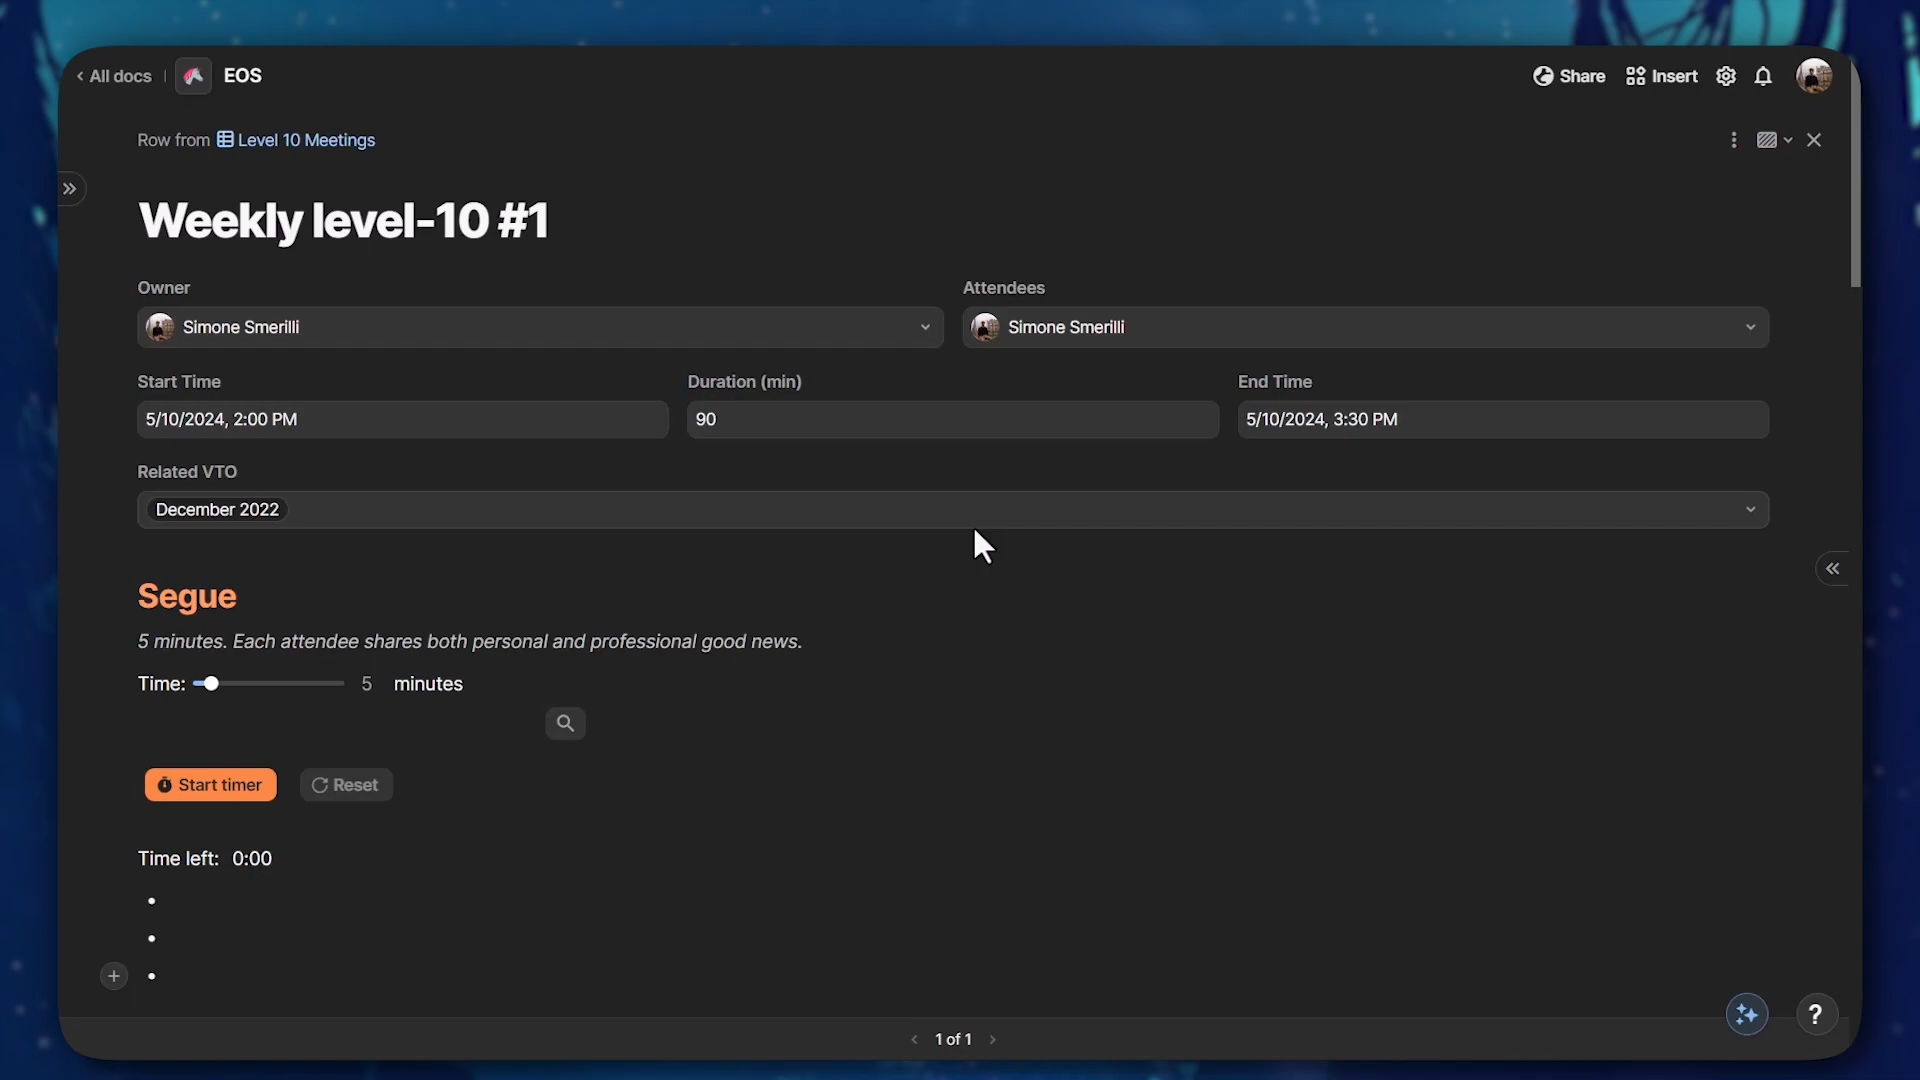 All docs | EOS
Share Insert
Row from Level 10 Meetings
Weekly level-10 #1
Owner Attendees
Simone Smerilli Simone Smerilli
Start Time Duration (min) End Time
5/10/2024, 2:00 PM 90 5/10/2024, 3:30 PM
Related VTO
December 2022
Segue
5 minutes. Each attendee shares both personal and professional good news.
Time: 5 minutes
Start timer Reset
Time left: 0:00
?
1 of 1